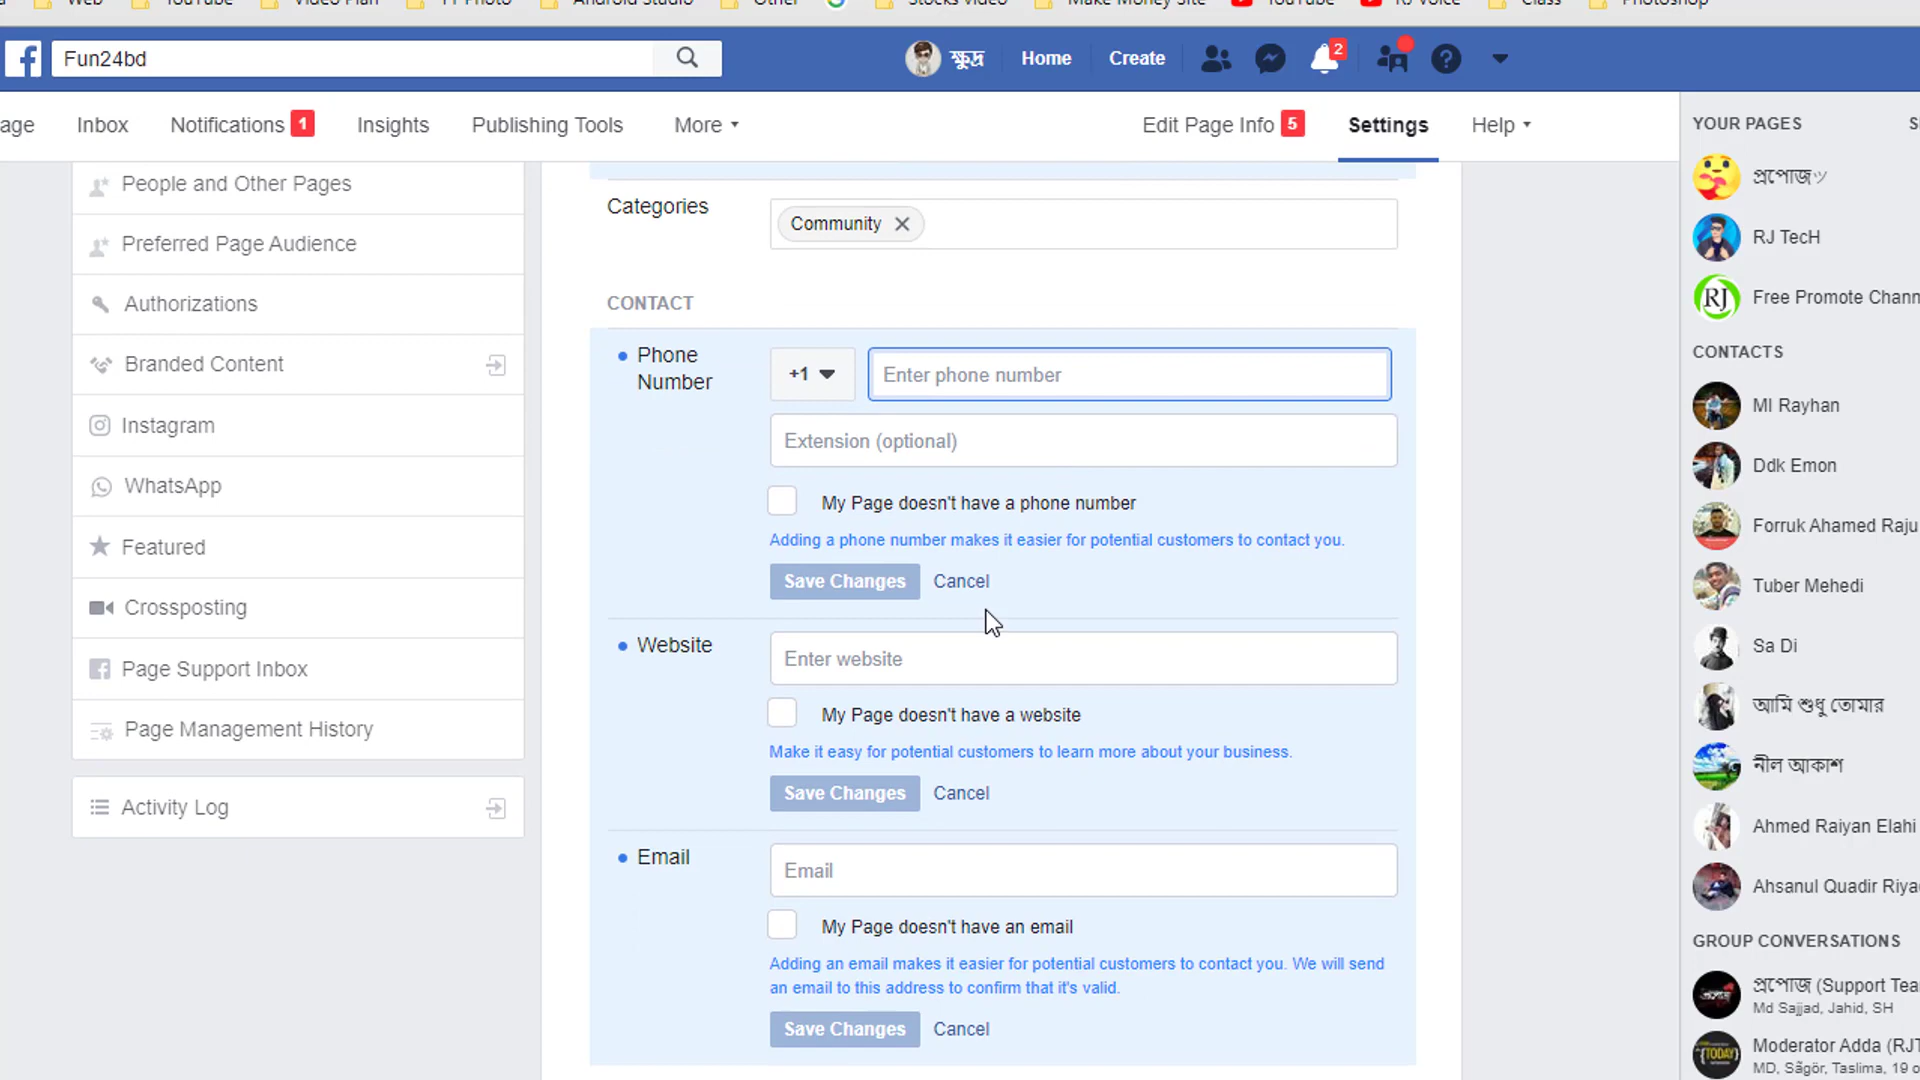 Web
YouTube
Video Plan
YT Photo
Android Studio
Other
Stocks video
Make Money Site
YouTube
RJ Voice
Class
Photoshop
Fun24bd
ক্ষুদ্র
Home
Create
2
age
Inbox
Notifications 1
Insights
Publishing Tools
More
Edit Page Info 5
Settings
Help
People and Other Pages
Preferred Page Audience
Authorizations
Branded Content
Instagram
WhatsApp
Featured
Crossposting
Page Support Inbox
Page Management History
Activity Log
Categories
Community
CONTACT
Phone
Number
+1
Enter phone number
Extension (optional)
My Page doesn't have a phone number
Adding a phone number makes it easier for potential customers to contact you.
Save Changes Cancel
Website
Enter website
My Page doesn't have a website
Make it easy for potential customers to learn more about your business.
Save Changes Cancel
Email
Email
My Page doesn't have an email
Adding an email makes it easier for potential customers to contact you. We will send
an email to this address to confirm that it's valid.
Save Changes Cancel
YOUR PAGES
প্রপোজッ
RJ TecH
RJ
Free Promote Chann
CONTACTS
MI Rayhan
Ddk Emon
Forruk Ahamed Raju
Tuber Mehedi
Sa Di
আমি শুধু তোমার
নীল আকাশ
Ahmed Raiyan Elahi
Ahsanul Quadir Riya
GROUP CONVERSATIONS
প্রপোজ (Support Tea
Md Sajjad, Jahid, SH
{TODAY}
Moderator Adda (RJT
MD, Sãgör, Taslima, 19 o